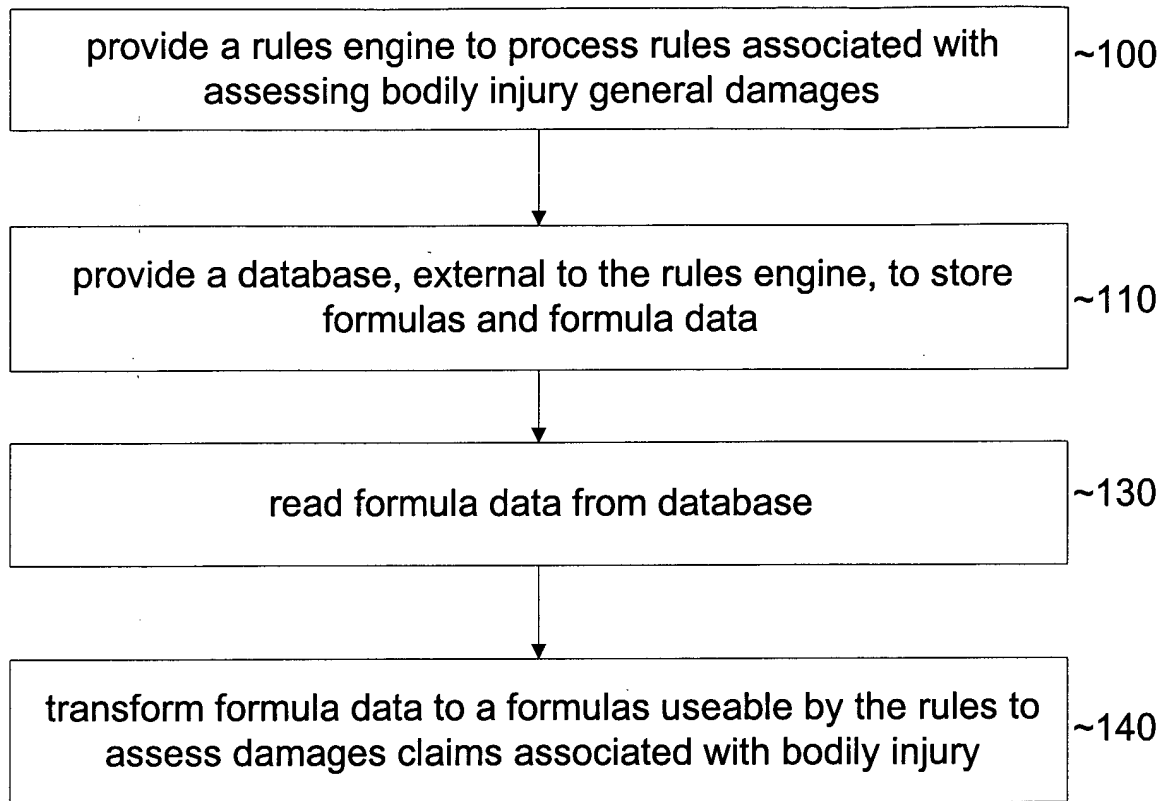 provide a rules engine to process rules associated with
assessing bodily injury general damages
~100
provide a database, external to the rules engine, to store
formulas and formula data
~110
read formula data from database
~130
transform formula data to a formulas useable by the rules to
assess damages claims associated with bodily injury
~140